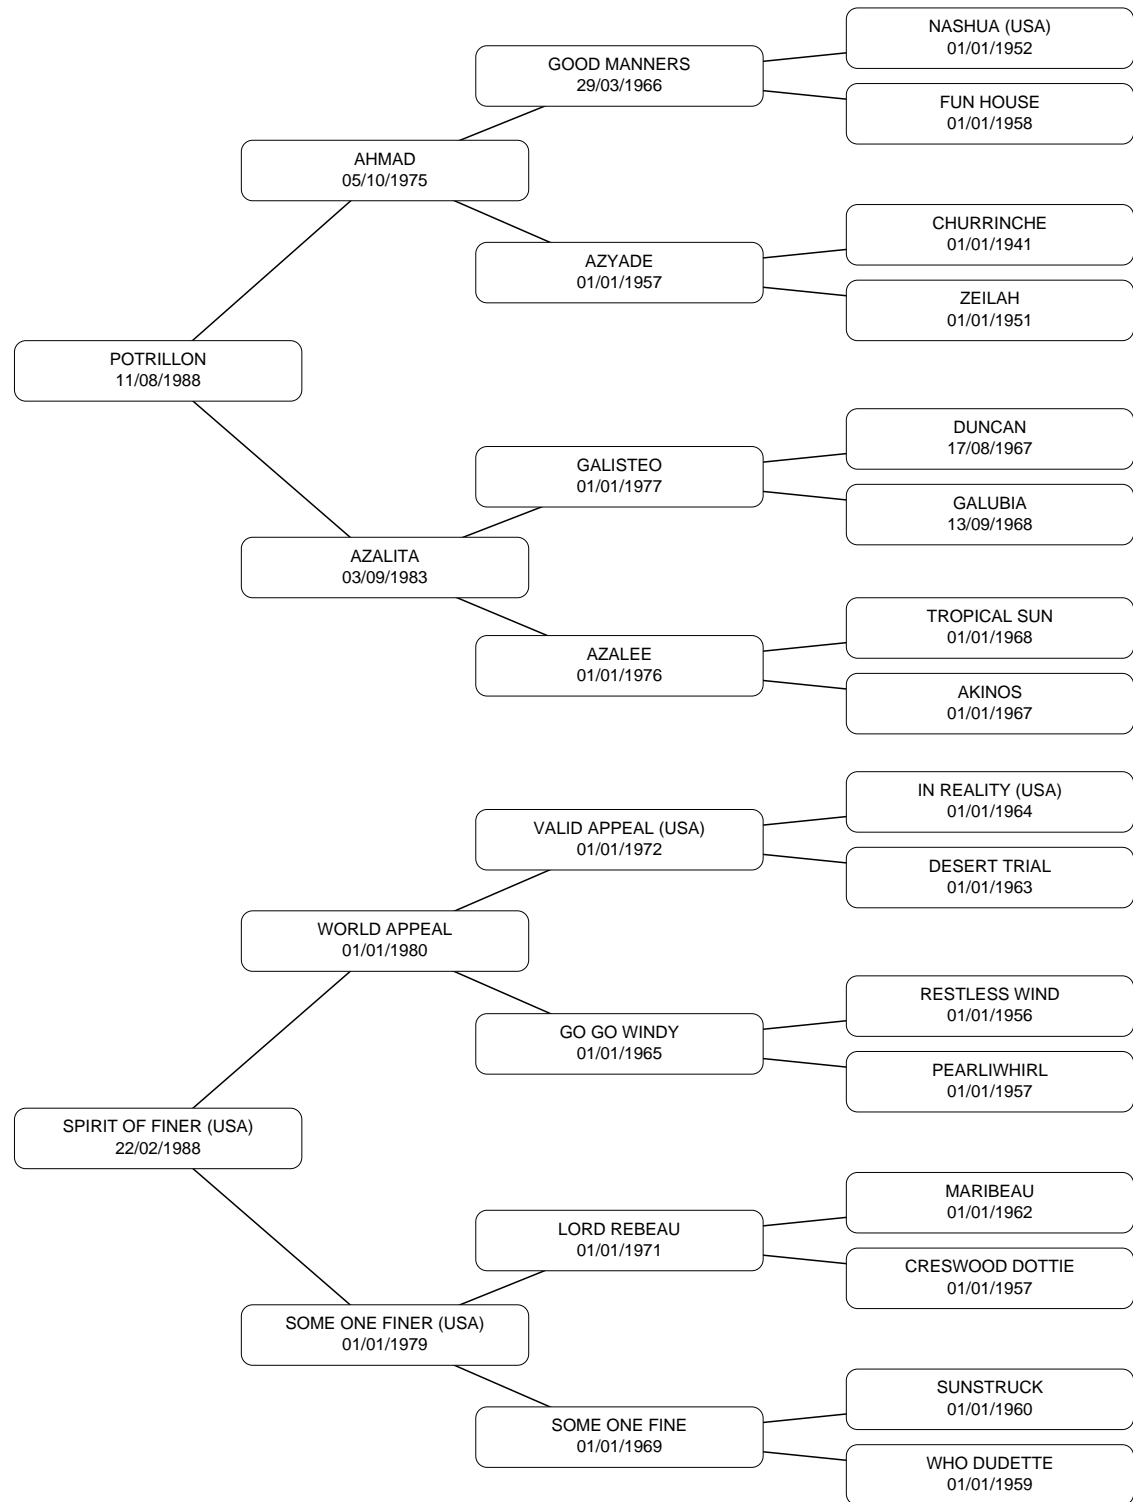 NASHUA (USA)
01/01/1952
GOOD MANNERS
29/03/1966
FUN HOUSE
01/01/1958
AHMAD
05/10/1975
CHURRINCHE
01/01/1941
AZYADE
01/01/1957
ZEILAH
01/01/1951
POTRILLON
11/08/1988
DUNCAN
17/08/1967
GALISTEO
01/01/1977
GALUBIA
13/09/1968
AZALITA
03/09/1983
TROPICAL SUN
01/01/1968
AZALEE
01/01/1976
AKINOS
01/01/1967
IN REALITY (USA)
01/01/1964
VALID APPEAL (USA)
01/01/1972
DESERT TRIAL
01/01/1963
WORLD APPEAL
01/01/1980
RESTLESS WIND
01/01/1956
GO GO WINDY
01/01/1965
PEARLIWHIRL
01/01/1957
SPIRIT OF FINER (USA)
22/02/1988
MARIBEAU
01/01/1962
LORD REBEAU
01/01/1971
CRESWOOD DOTTIE
01/01/1957
SOME ONE FINER (USA)
01/01/1979
SUNSTRUCK
01/01/1960
SOME ONE FINE
01/01/1969
WHO DUDETTE
01/01/1959